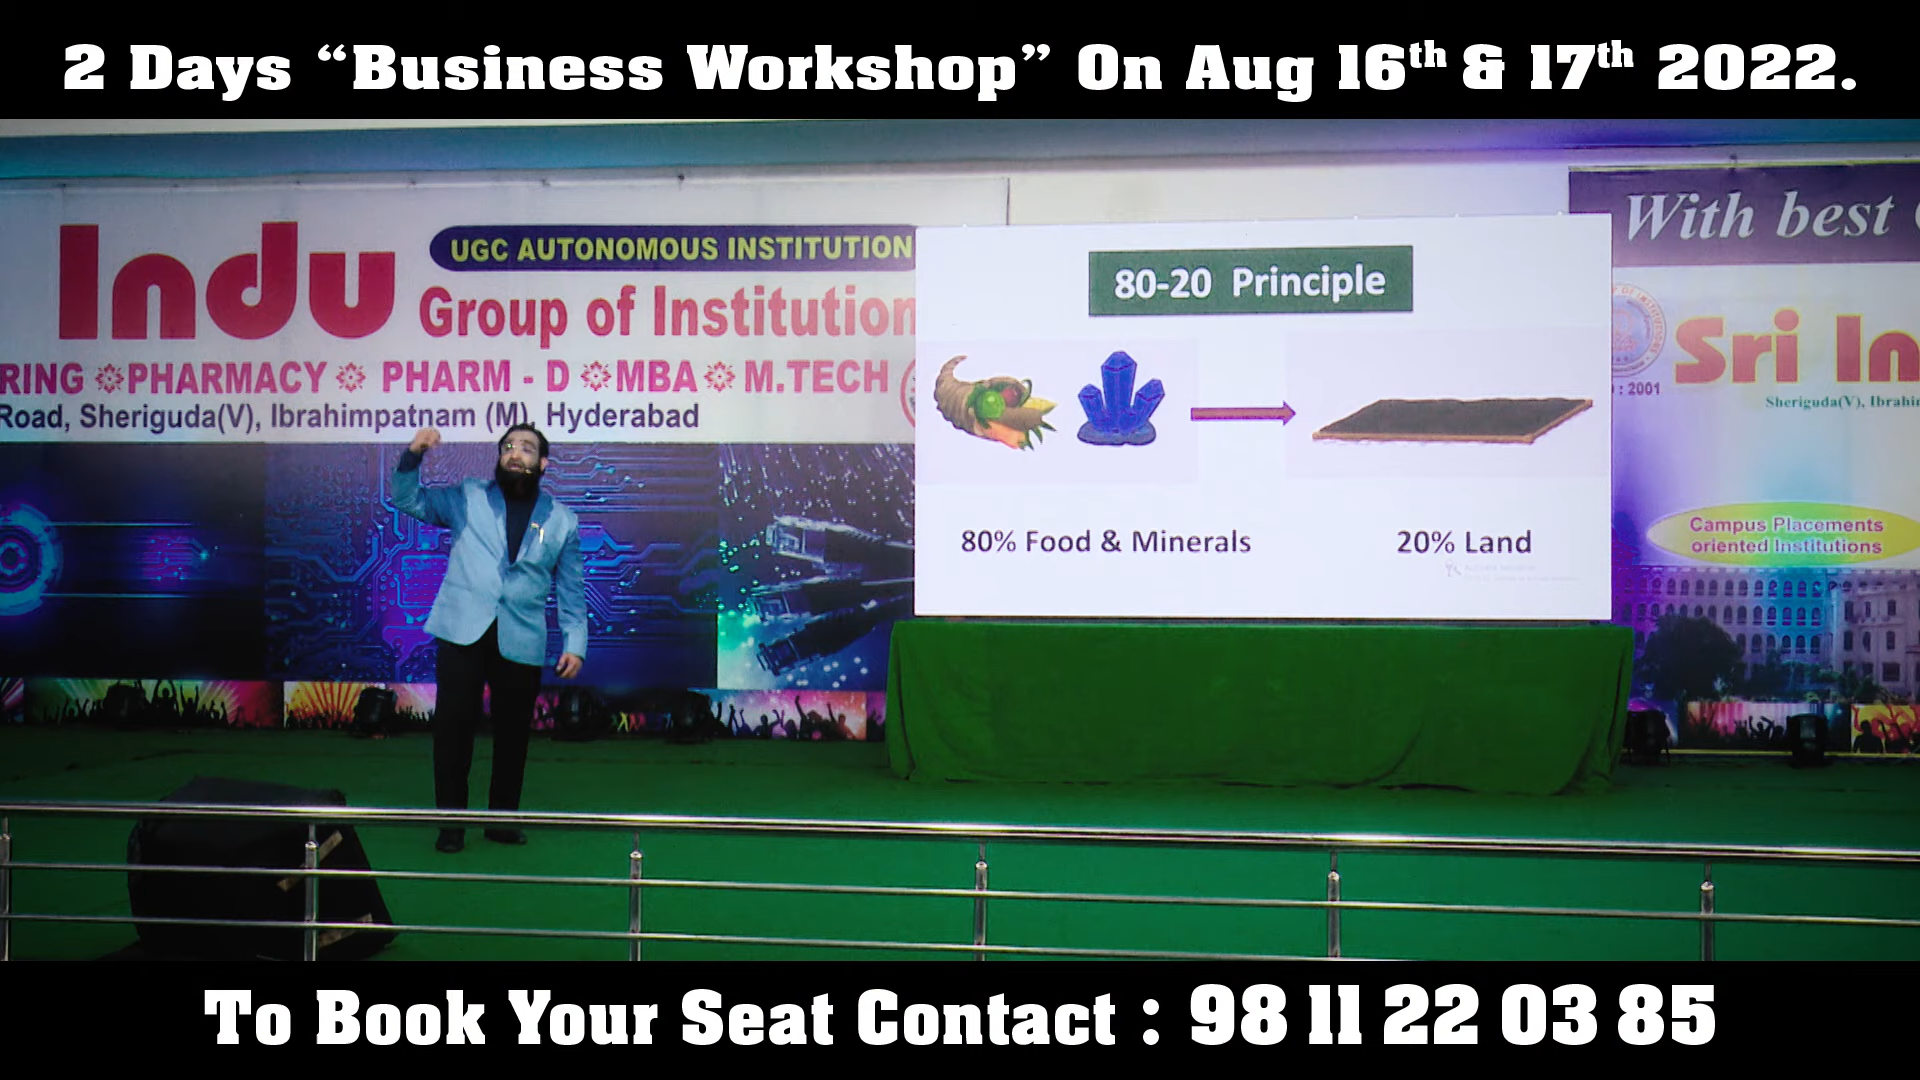 2 Days “Business Workshop” On Aug 16th & 17th 2022.
Indu
UGC AUTONOMOUS INSTITUTION
Group of Institution
RING PHARMACY PHARM - D MBA M.TECH
Road, Sheriguda(V), Ibrahimpatnam (M), Hyderabad
80-20 Principle
80% Food & Minerals
20% Land
With best
Sri In
: 2001
Sheriguda(V), Ibrahim
Campus Placements
oriented Institutions
To Book Your Seat Contact : 98 11 22 03 85